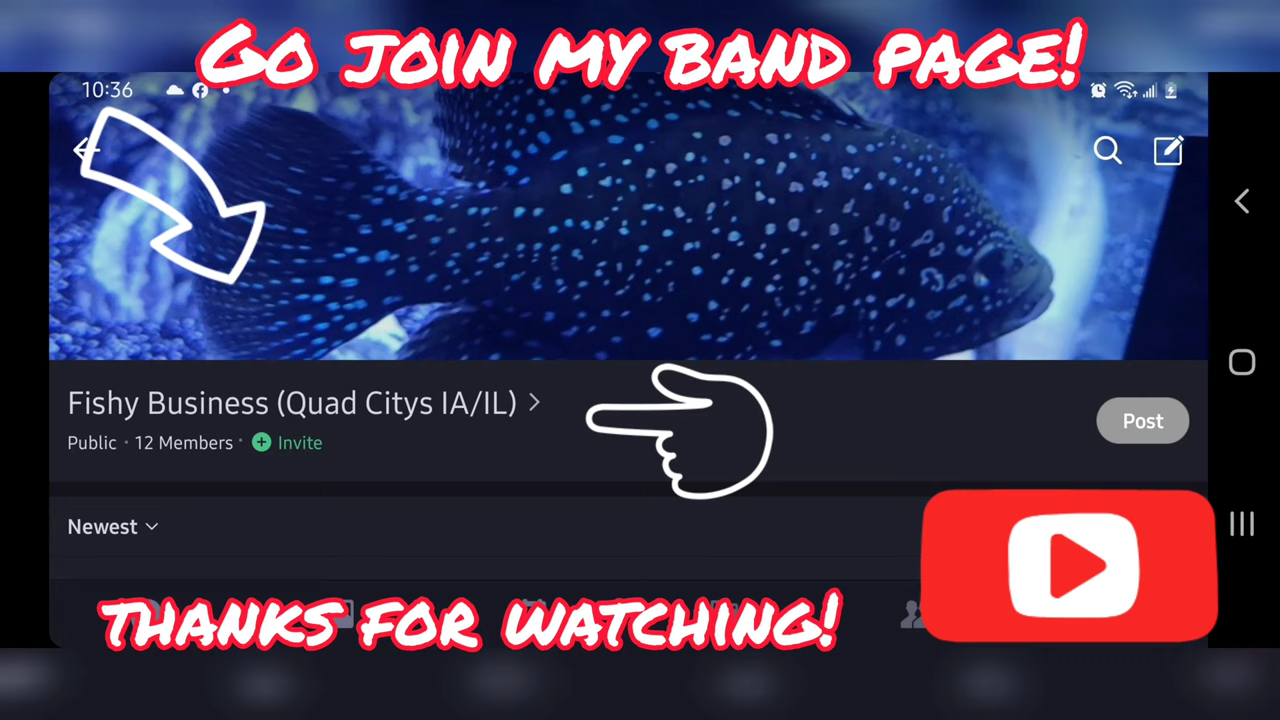 Go join my band page!
10:36
Fishy Business (Quad Citys IA/IL)
Public · 12 Members · Invite
Post
Newest
thanks for watching!